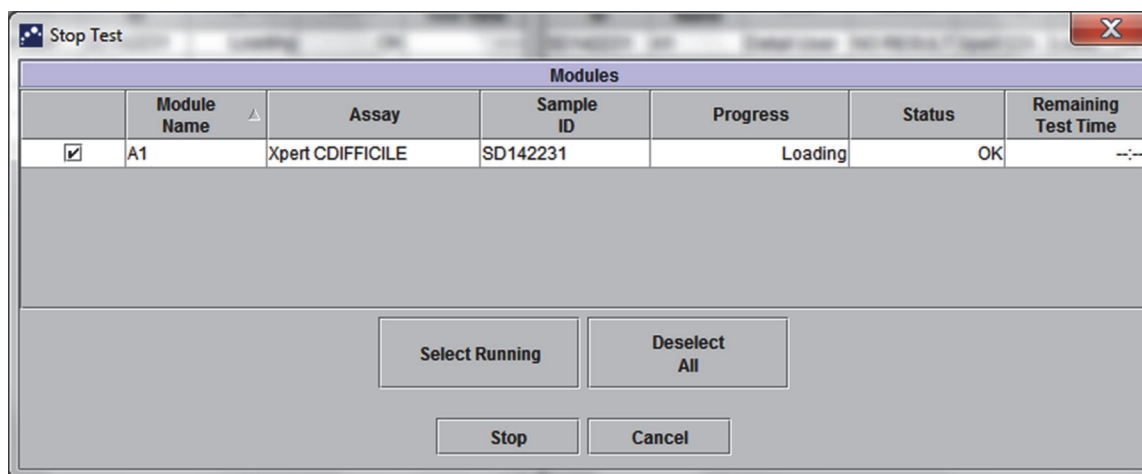 Stop Test
Modules
Module Name Assay Sample ID Progress Status Remaining Test Time
A1 Xpert CDIFFICILE SD142231 Loading OK --:--
Select Running Deselect All
Stop Cancel